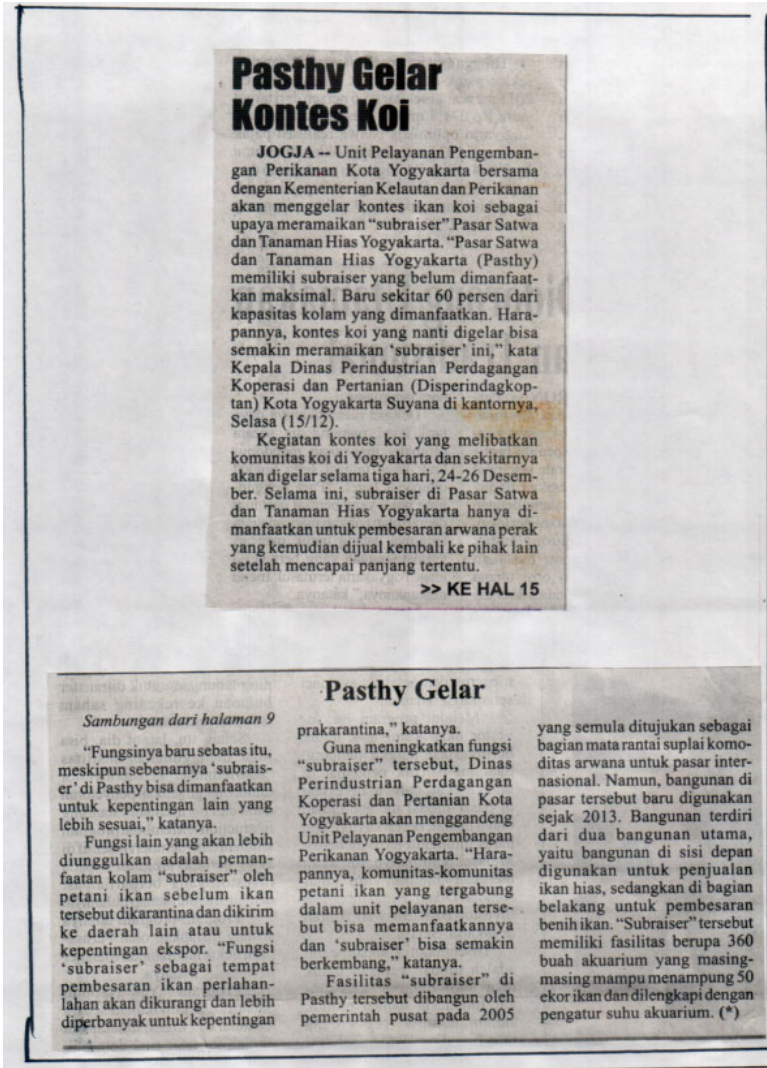 Pasthy Gelar
Kontes Koi
JOGJA -- Unit Pelayanan Pengemban-
gan Perikanan Kota Yogyakarta bersama
dengan Kementerian Kelautan dan Perikanan
akan menggelar kontes ikan koi sebagai
upaya meramaikan “subraiser” Pasar Satwa
dan Tanaman Hias Yogyakarta. “Pasar Satwa
dan Tanaman Hias Yogyakarta (Pasthy)
memiliki subraiser yang belum dimanfaat-
kan maksimal. Baru sekitar 60 persen dari
kapasitas kolam yang dimanfaatkan. Hara-
pannya, kontes koi yang nanti digelar bisa
semakin meramaikan ‘subraiser’ ini,” kata
Kepala Dinas Perindustrian Perdagangan
Koperasi dan Pertanian (Disperindagkop-
tan) Kota Yogyakarta Suyana di kantornya,
Selasa (15/12).
Kegiatan kontes koi yang melibatkan
komunitas koi di Yogyakarta dan sekitarnya
akan digelar selama tiga hari, 24-26 Desem-
ber. Selama ini, subraiser di Pasar Satwa
dan Tanaman Hias Yogyakarta hanya di-
manfaatkan untuk pembesaran arwana perak
yang kemudian dijual kembali ke pihak lain
setelah mencapai panjang tertentu.
>> KE HAL 15
Pasthy Gelar
Sambungan dari halaman 9
“Fungsinya baru sebatas itu,
meskipun sebenarnya ‘subrais-
er’ di Pasthy bisa dimanfaatkan
untuk kepentingan lain yang
lebih sesuai,” katanya.
Fungsi lain yang akan lebih
diunggulkan adalah peman-
faatan kolam “subraiser” oleh
petani ikan sebelum ikan
tersebut dikarantina dan dikirim
ke daerah lain atau untuk
kepentingan ekspor. “Fungsi
‘subraiser’ sebagai tempat
pembesaran ikan perlahan-
lahan akan dikurangi dan lebih
diperbanyak untuk kepentingan
prakarantina,” katanya.
Guna meningkatkan fungsi
“subraiser” tersebut, Dinas
Perindustrian Perdagangan
Koperasi dan Pertanian Kota
Yogyakarta akan menggandeng
Unit Pelayanan Pengembangan
Perikanan Yogyakarta. “Hara-
pannya, komunitas-komunitas
petani ikan yang tergabung
dalam unit pelayanan terse-
but bisa memanfaatkannya
dan ‘subraiser’ bisa semakin
berkembang,” katanya.
Fasilitas “subraiser” di
Pasthy tersebut dibangun oleh
pemerintah pusat pada 2005
yang semula ditujukan sebagai
bagian mata rantai suplai komo-
ditas arwana untuk pasar inter-
nasional. Namun, bangunan di
pasar tersebut baru digunakan
sejak 2013. Bangunan terdiri
dari dua bangunan utama,
yaitu bangunan di sisi depan
digunakan untuk penjualan
ikan hias, sedangkan di bagian
belakang untuk pembesaran
benih ikan. “Subraiser” tersebut
memiliki fasilitas berupa 360
buah akuarium yang masing-
masing mampu menampung 50
ekor ikan dan dilengkapi dengan
pengatur suhu akuarium. (*)